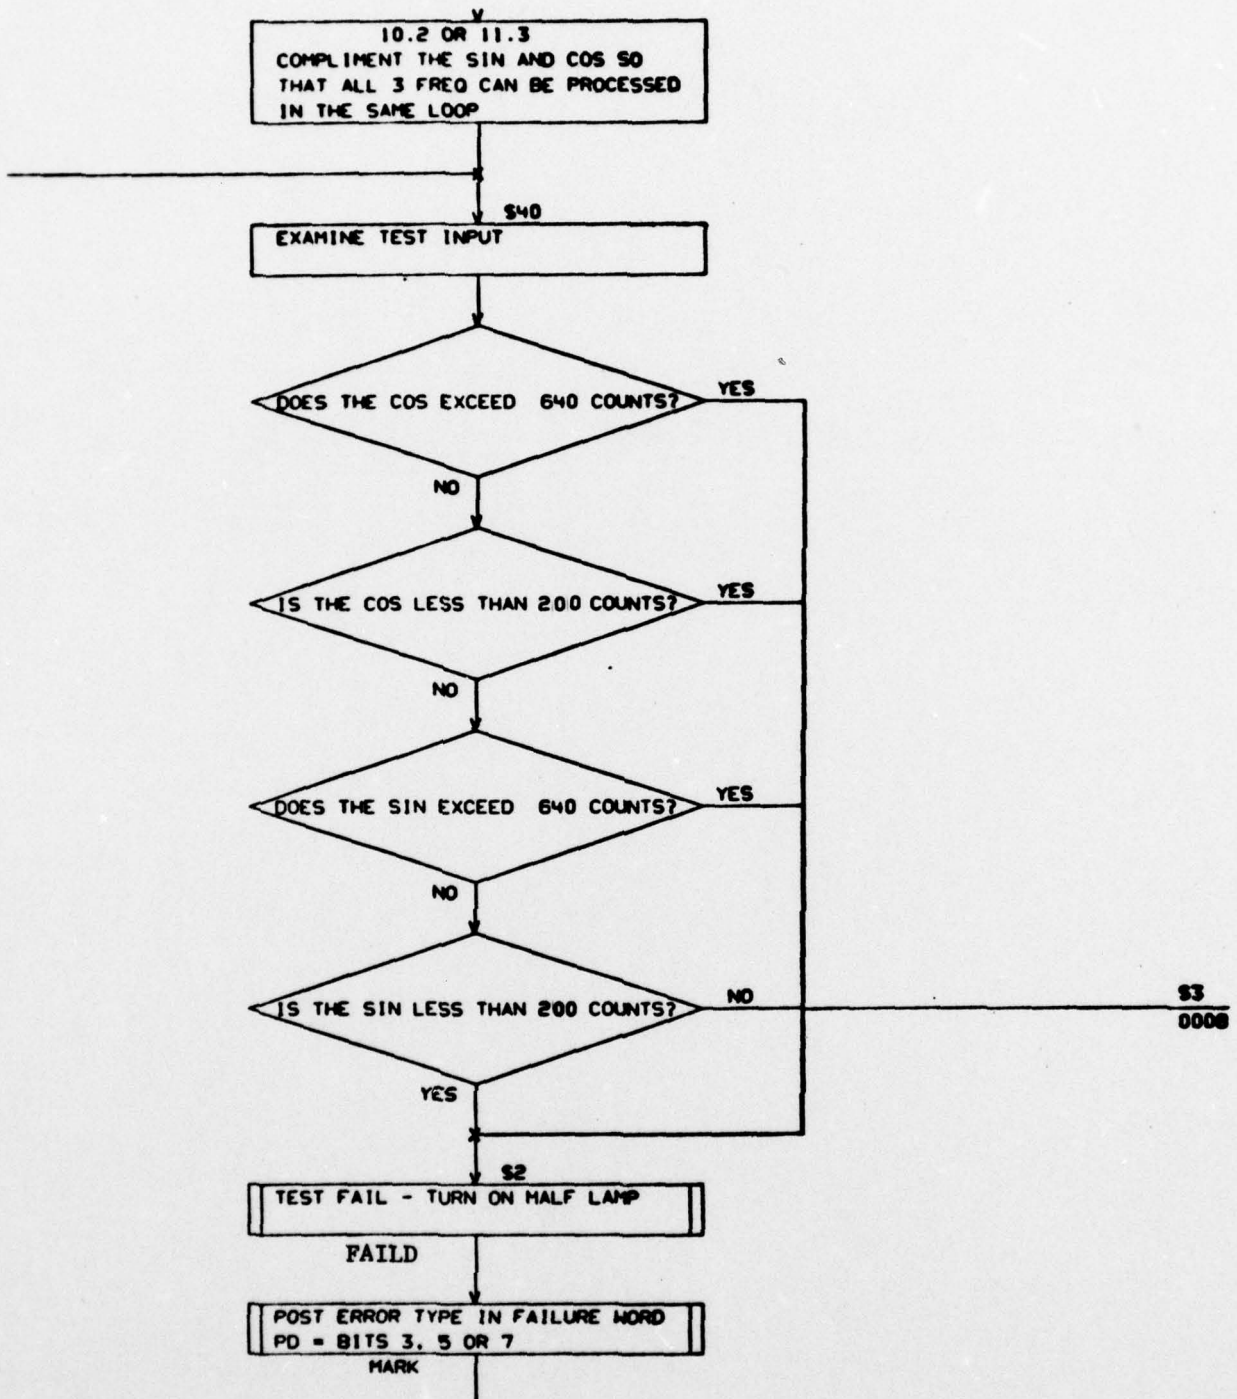 10.2 OR 11.3
COMPLIMENT THE SIN AND COS SO
THAT ALL 3 FREQ CAN BE PROCESSED
IN THE SAME LOOP
S40
EXAMINE TEST INPUT
DOES THE COS EXCEED 640 COUNTS?
YES
NO
IS THE COS LESS THAN 200 COUNTS?
YES
NO
DOES THE SIN EXCEED 640 COUNTS?
YES
NO
IS THE SIN LESS THAN 200 COUNTS?
NO
S3
0008
YES
S2
TEST FAIL - TURN ON MALF LAMP
FAILD
POST ERROR TYPE IN FAILURE WORD
PD = BITS 3, 5 OR 7
MARK